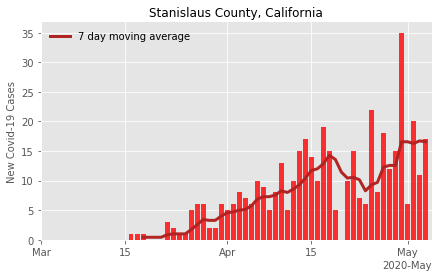 Stanislaus County, California
7 day moving average
New Covid-19 Cases
35
30
25
20
15
10
5
0
Mar 15 Apr 15 May
2020-May